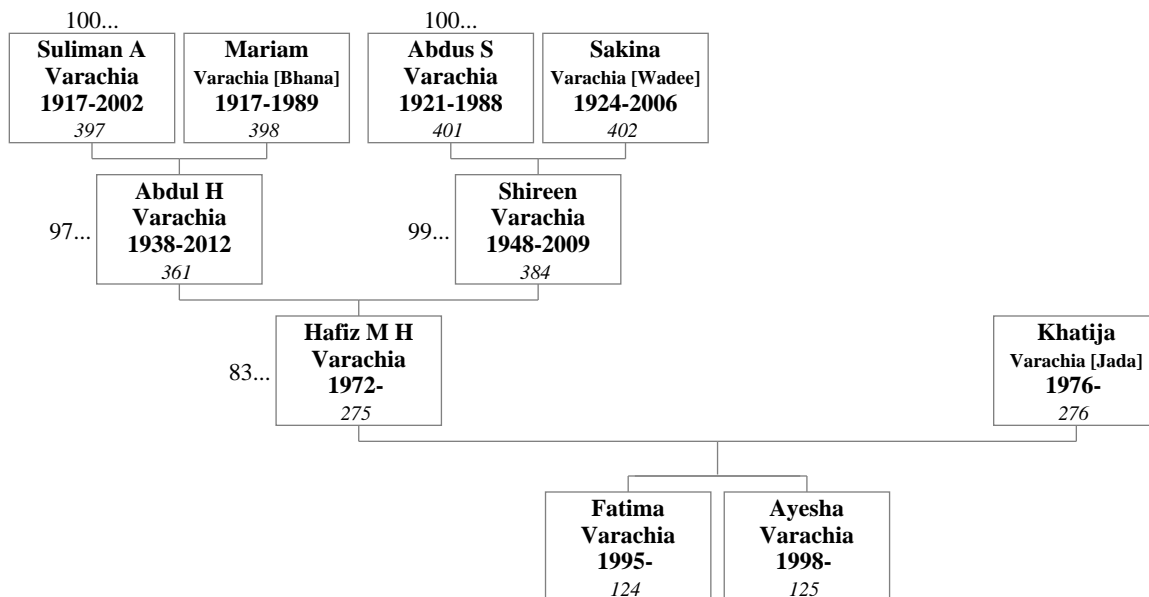 100...
100...
Suliman A
Varachia
1917-2002
397
Mariam
Varachia [Bhana]
1917-1989
398
Abdus S
Varachia
1921-1988
401
Sakina
Varachia [Wadee]
1924-2006
402
97...
Abdul H
Varachia
1938-2012
361
99...
Shireen
Varachia
1948-2009
384
83...
Hafiz M H
Varachia
1972-
275
Khatija
Varachia [Jada]
1976-
276
Fatima
Varachia
1995-
124
Ayesha
Varachia
1998-
125